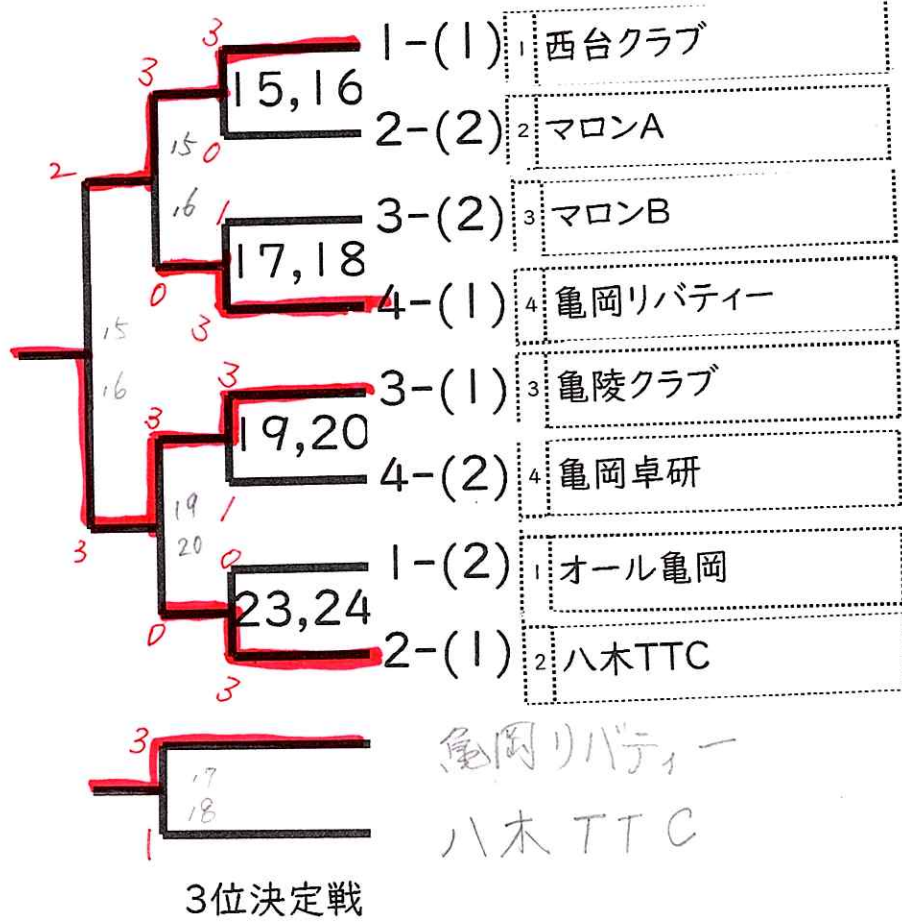 3 1-(1) 1 西台クラブ
3 15,16
15 0 2-(2) 2 マロンA
2
16 1 3-(2) 3 マロンB
17,18
0 3 4-(1) 4 亀岡リバティー
15
16 3 3-(1) 3 亀陵クラブ
3 19,20
4-(2) 4 亀岡卓研
19 1
3 20 0 1-(2) 1 オール亀岡
23,24
0 2-(1) 2 八木TTC
3
3 亀岡リバティー
17
18
1 八木TTC
3位決定戦